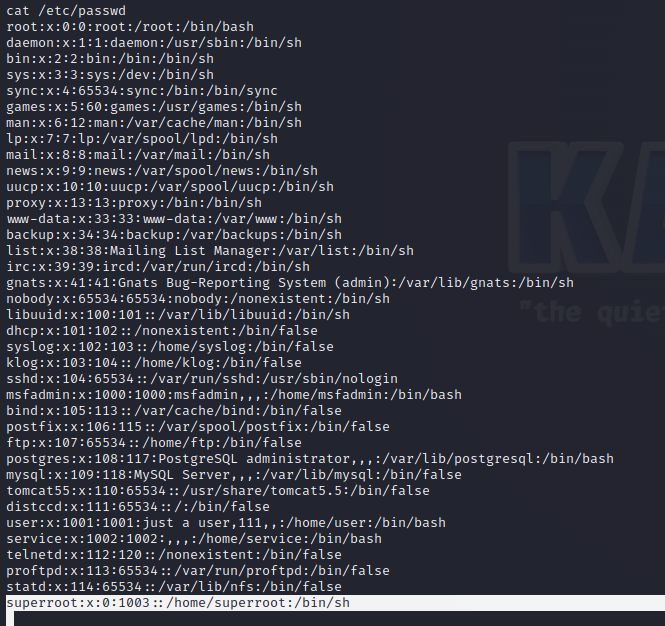 cat /etc/passwd
root:x:0:0:root:/root:/bin/bash
daemon:x:1:1:daemon:/usr/sbin:/bin/sh
bin:x:2:2:bin:/bin:/bin/sh
sys:x:3:3:sys:/dev:/bin/sh
sync:x:4:65534:sync:/bin:/bin/sync
games:x:5:60:games:/usr/games:/bin/sh
man:x:6:12:man:/var/cache/man:/bin/sh
lp:x:7:7:lp:/var/spool/lpd:/bin/sh
mail:x:8:8:mail:/var/mail:/bin/sh
news:x:9:9:news:/var/spool/news:/bin/sh
uucp:x:10:10:uucp:/var/spool/uucp:/bin/sh
proxy:x:13:13:proxy:/bin:/bin/sh
www-data:x:33:33:www-data:/var/www:/bin/sh
backup:x:34:34:backup:/var/backups:/bin/sh
list:x:38:38:Mailing List Manager:/var/list:/bin/sh
irc:x:39:39:ircd:/var/run/ircd:/bin/sh
gnats:x:41:41:Gnats Bug-Reporting System (admin):/var/lib/gnats:/bin/sh
nobody:x:65534:65534:nobody:/nonexistent:/bin/sh
libuuid:x:100:101::/var/lib/libuuid:/bin/sh
dhcp:x:101:102::/nonexistent:/bin/false
syslog:x:102:103::/home/syslog:/bin/false
klog:x:103:104::/home/klog:/bin/false
sshd:x:104:65534::/var/run/sshd:/usr/sbin/nologin
msfadmin:x:1000:1000:msfadmin,,,:/home/msfadmin:/bin/bash
bind:x:105:113::/var/cache/bind:/bin/false
postfix:x:106:115::/var/spool/postfix:/bin/false
ftp:x:107:65534::/home/ftp:/bin/false
postgres:x:108:117:PostgreSQL administrator,,,:/var/lib/postgresql:/bin/bash
mysql:x:109:118:MySQL Server,,,:/var/lib/mysql:/bin/false
tomcat55:x:110:65534::/usr/share/tomcat5.5:/bin/false
distccd:x:111:65534::/:/bin/false
user:x:1001:1001:just a user,111,,:/home/user:/bin/bash
service:x:1002:1002:,,,:/home/service:/bin/bash
telnetd:x:112:120::/nonexistent:/bin/false
proftpd:x:113:65534::/var/run/proftpd:/bin/false
statd:x:114:65534::/var/lib/nfs:/bin/false
superroot:x:0:1003::/home/superroot:/bin/sh
"the